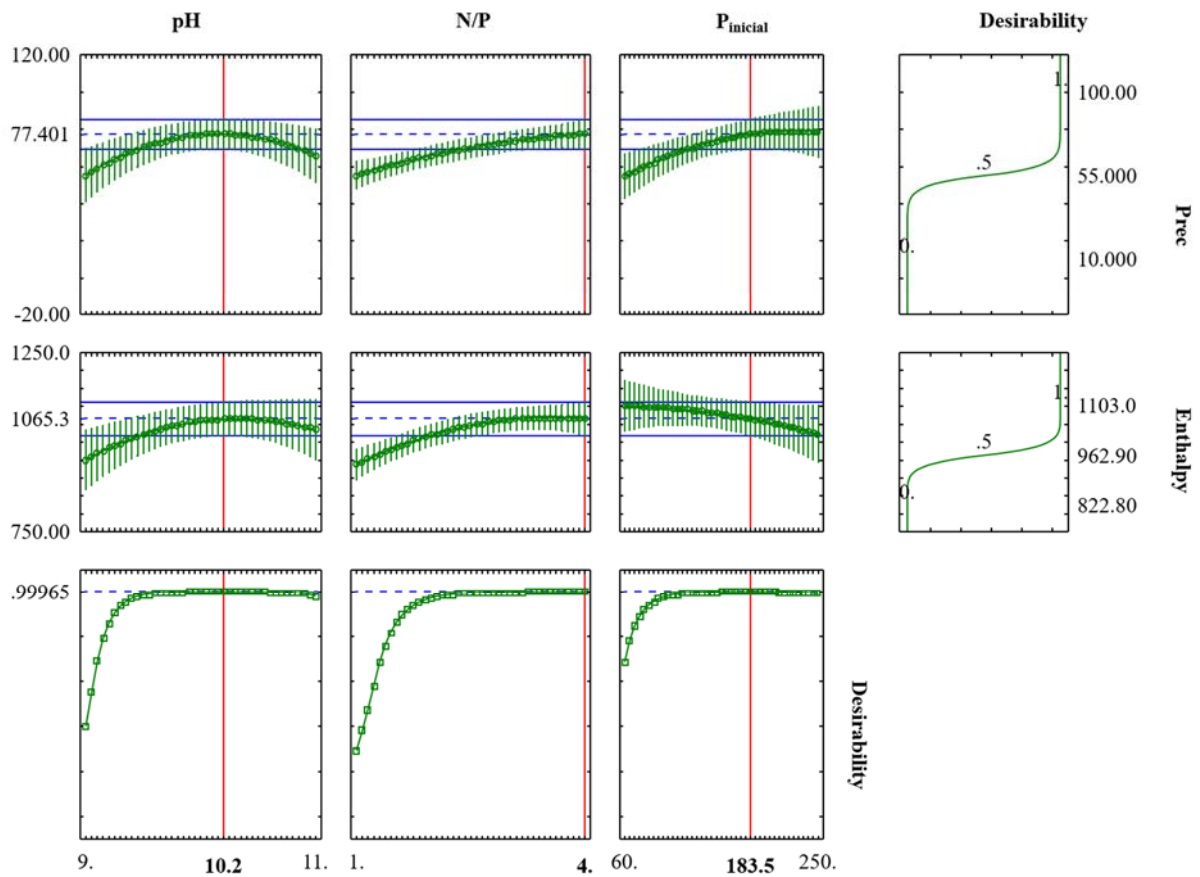 pH N/P Pinicial Desirability
120.00
1. 100.00
77.401
.5 55.000
Prec
0. 10.000
-20.00
1250.0
1. 1103.0
1065.3
.5 962.90
Enthalpy
0. 822.80
750.00
.99965
Desirability
9. 10.2 11. 1. 4. 60. 183.5 250.